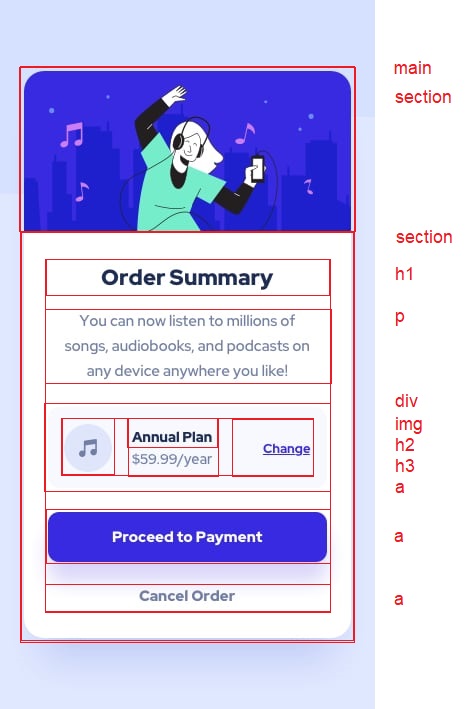 main
section
section
Order Summary
h1
You can now listen to millions of
songs, audiobooks, and podcasts on
any device anywhere you like!
p
div
img
h2
h3
a
Annual Plan
$59.99/year
Change
Proceed to Payment
a
Cancel Order
a